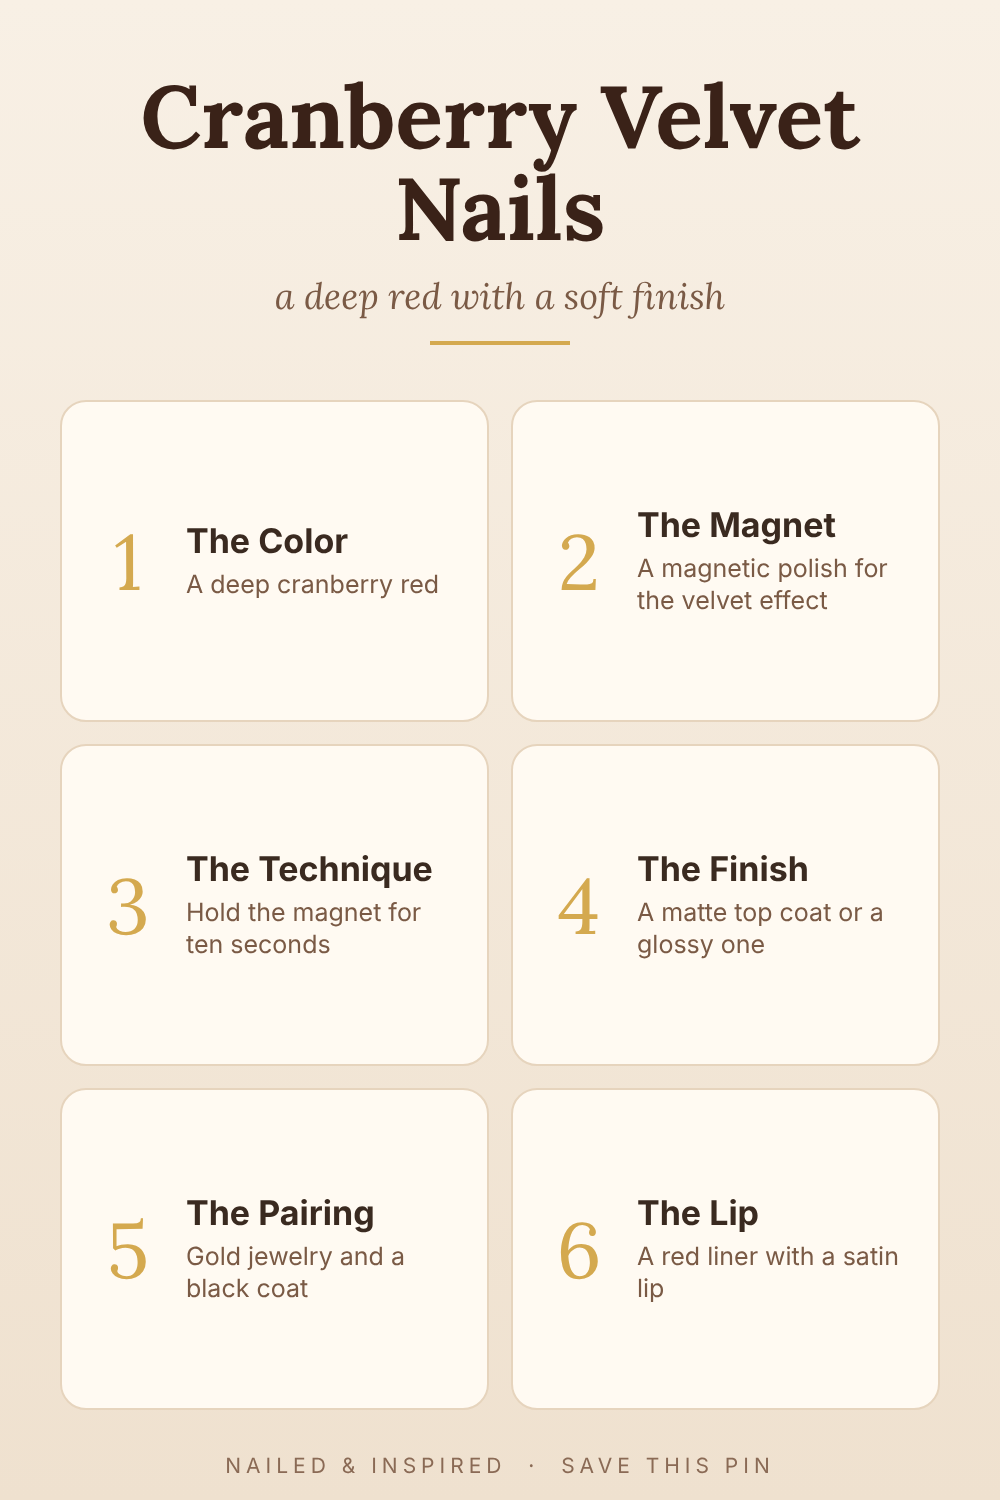 Cranberry Velvet
Nails
a deep red with a soft finish
1
The Color
A deep cranberry red
2
The Magnet
A magnetic polish for
the velvet effect
3
The Technique
Hold the magnet for
ten seconds
4
The Finish
A matte top coat or a
glossy one
5
The Pairing
Gold jewelry and a
black coat
6
The Lip
A red liner with a satin
lip
NAILED & INSPIRED · SAVE THIS PIN